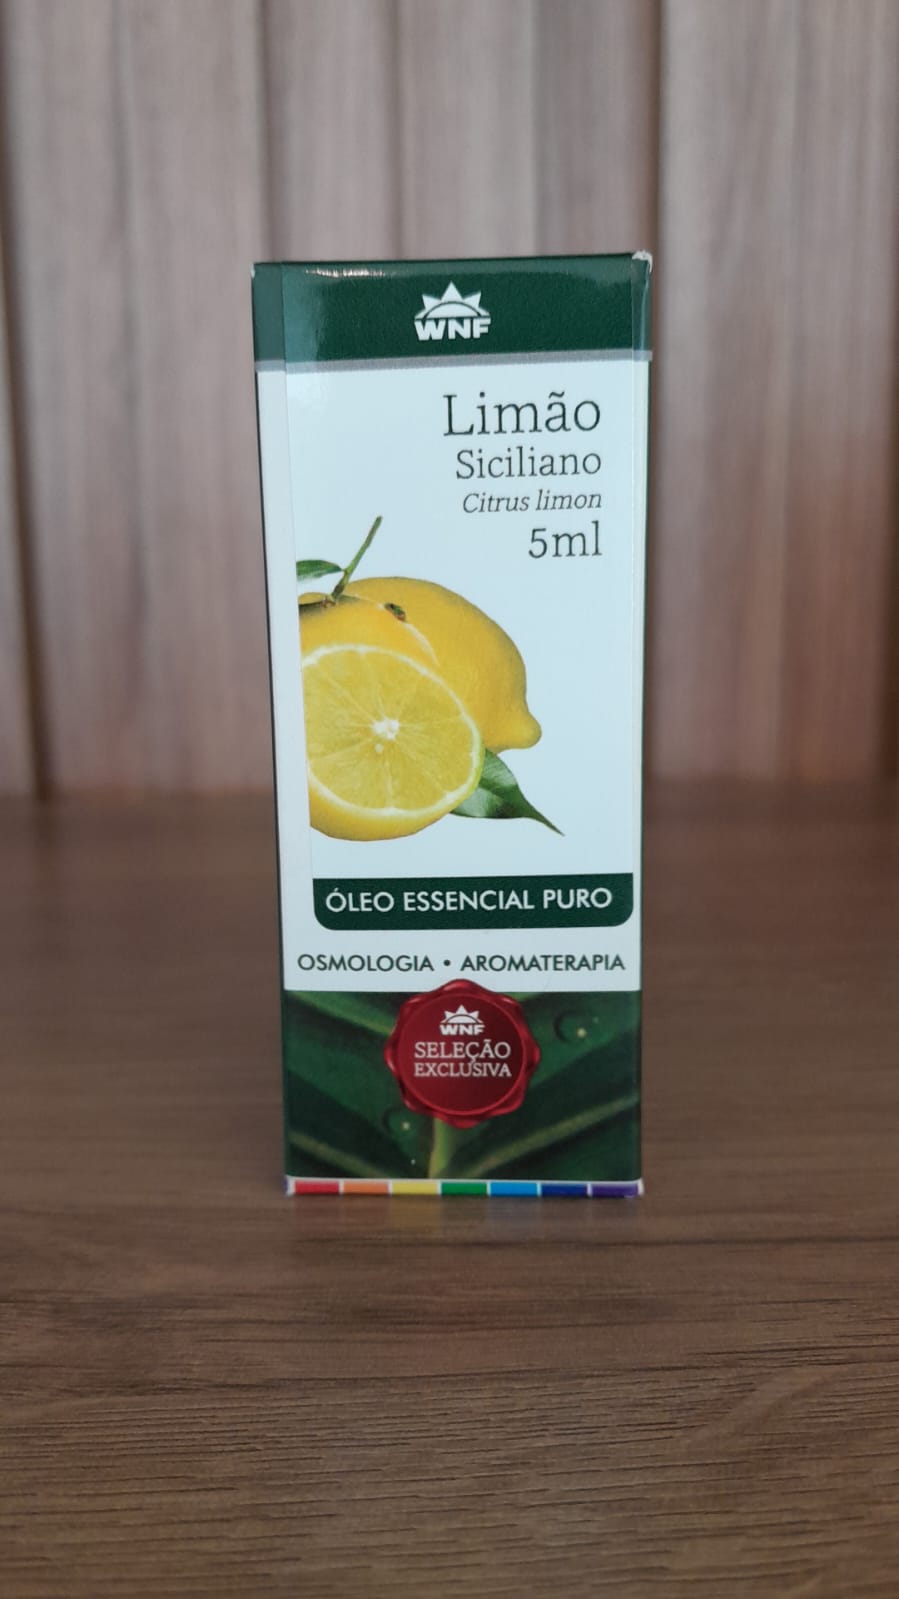 WNF
Limão
Siciliano
Citrus limon
5ml
ÓLEO ESSENCIAL PURO
OSMOLOGIA • AROMATERAPIA
WNF
SELEÇÃO
EXCLUSIVA